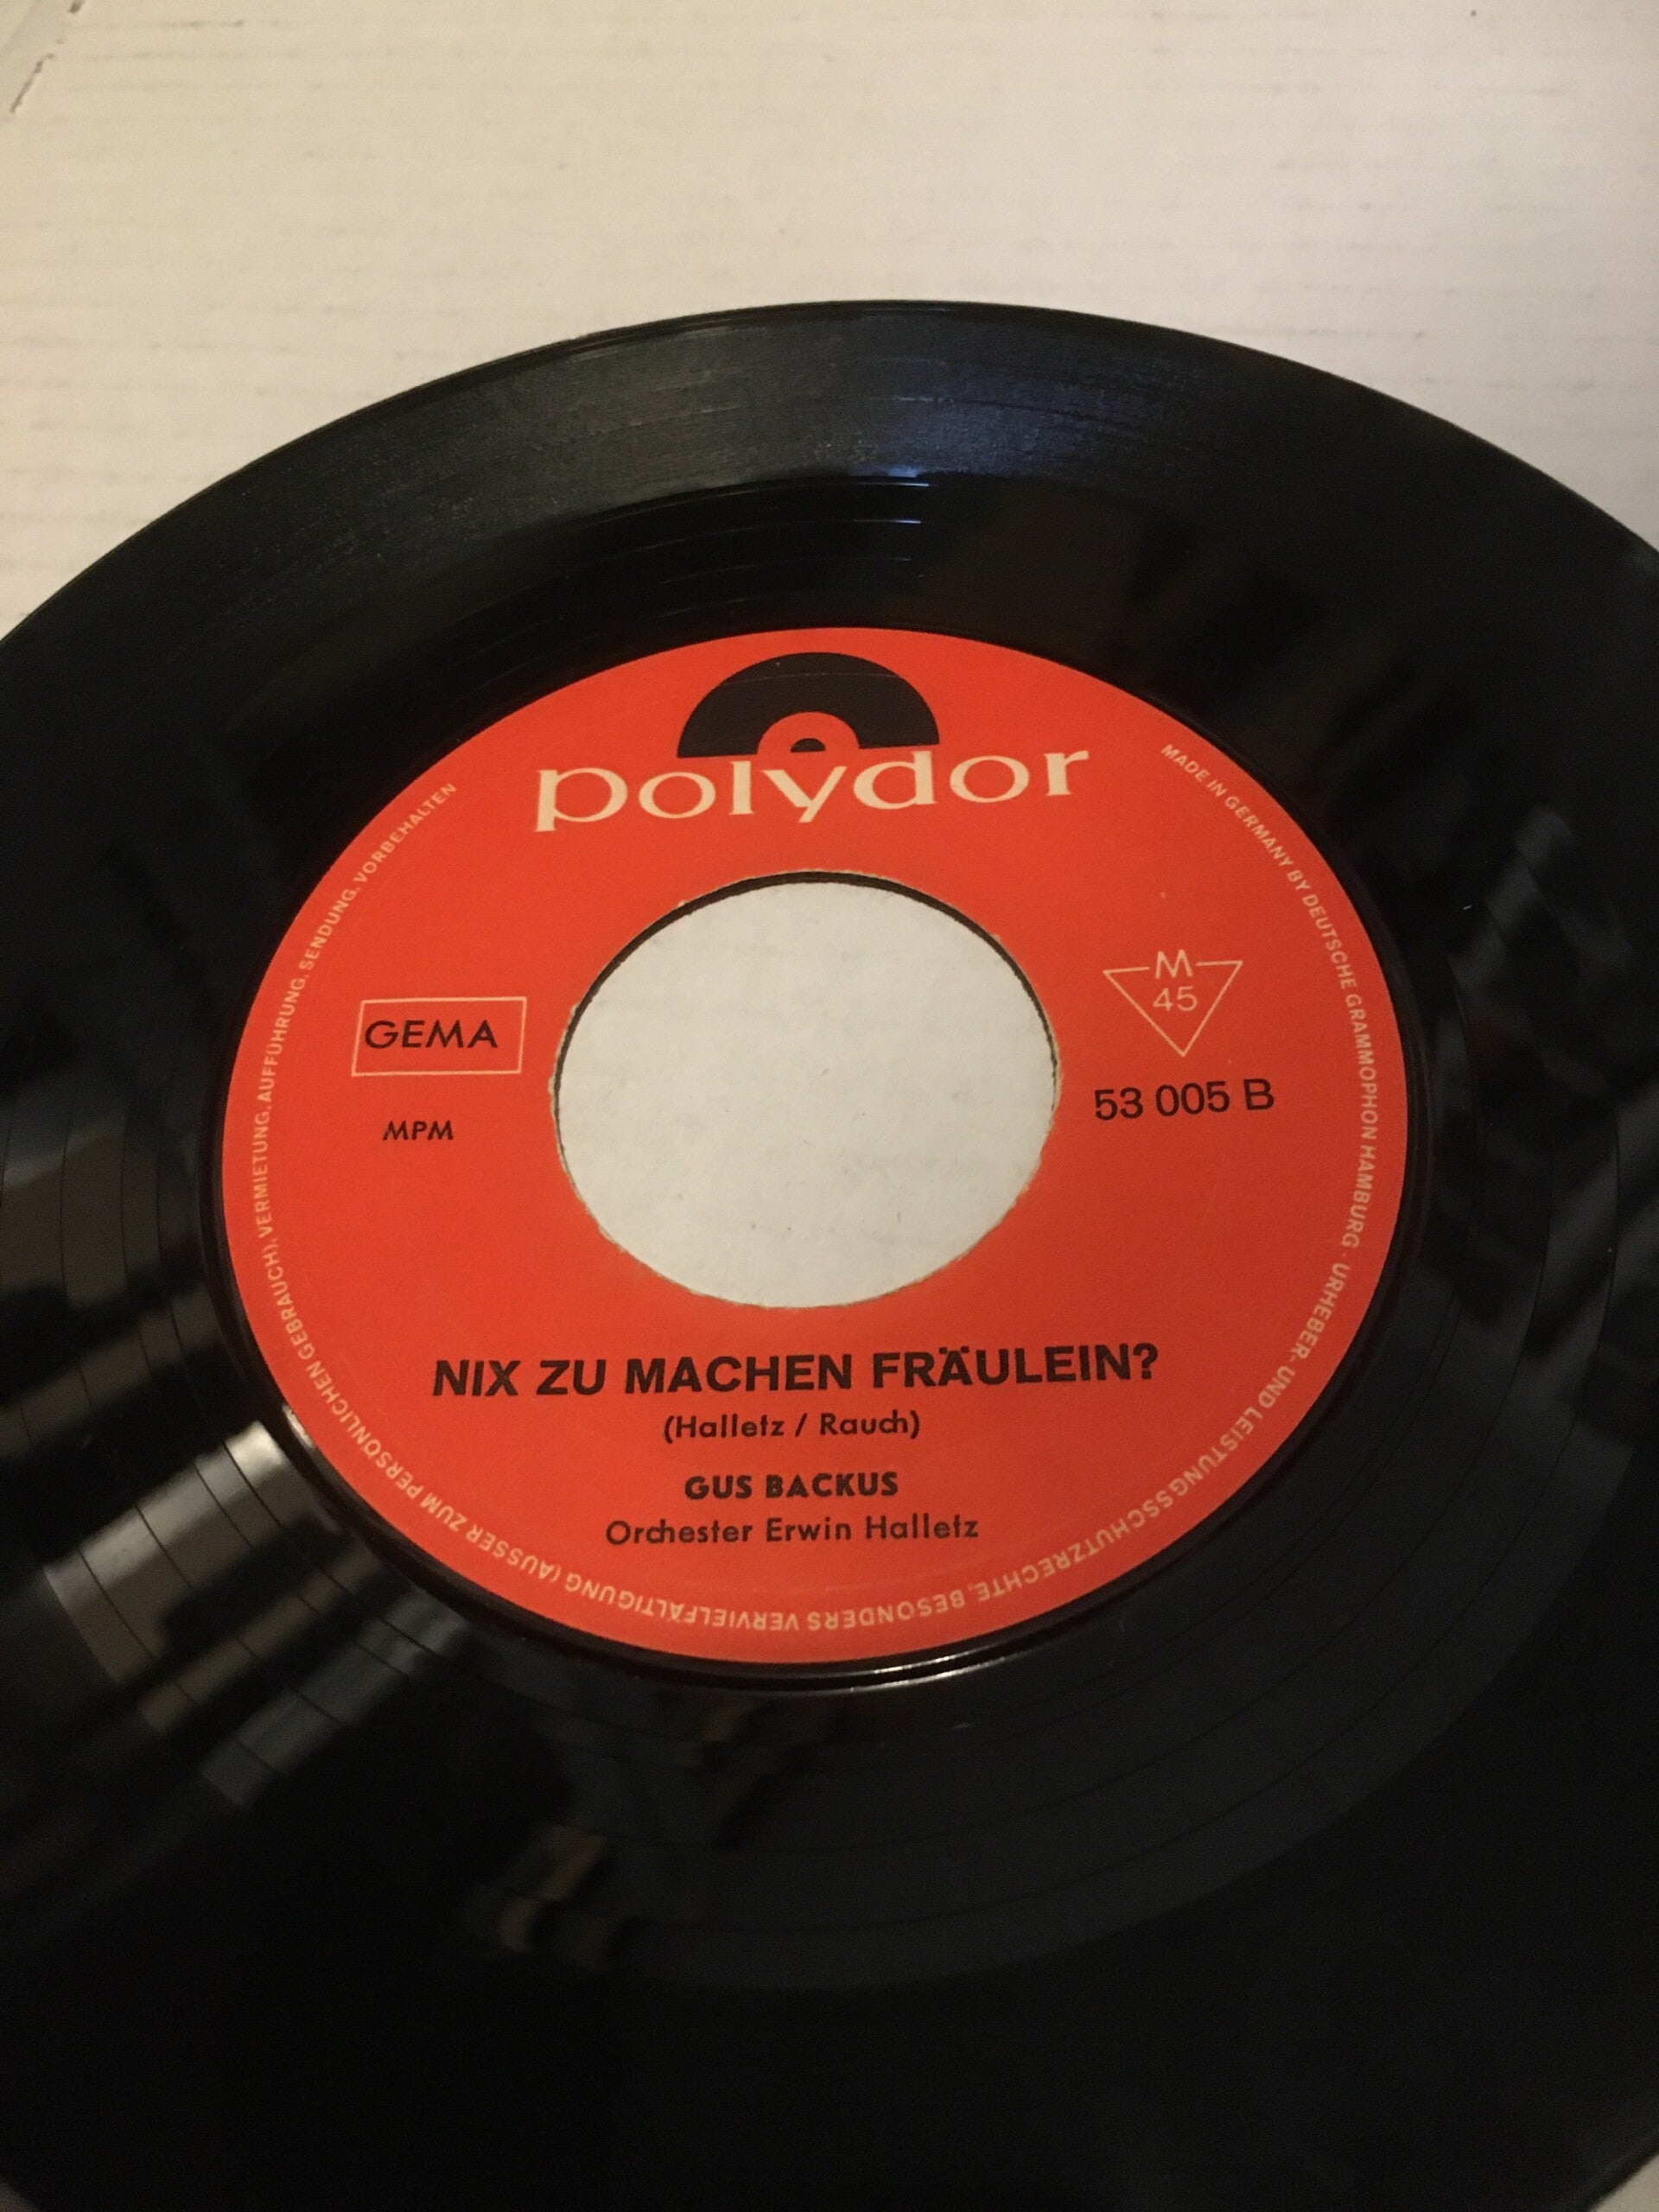 polydor
GEMA
MPM
M
45
53 005 B
NIX ZU MACHEN FRÄULEIN?
(Halletz / Rauch)
GUS BACKUS
Orchester Erwin Halletz
MADE IN GERMANY BY DEUTSCHE GRAMMOPHON HAMBURG · URHEBER- UND LEISTUNGSSCHUTZRECHTE, BESONDERS VERVIELFÄLTIGUNG (AUSSER ZUM PERSÖNLICHEN GEBRAUCH), VERMIETUNG, AUFFÜHRUNG, SENDUNG, VORBEHALTEN